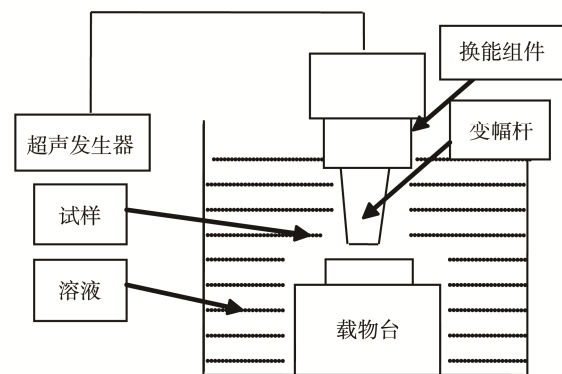 换能组件
变幅杆
超声发生器
试样
溶液
载物台